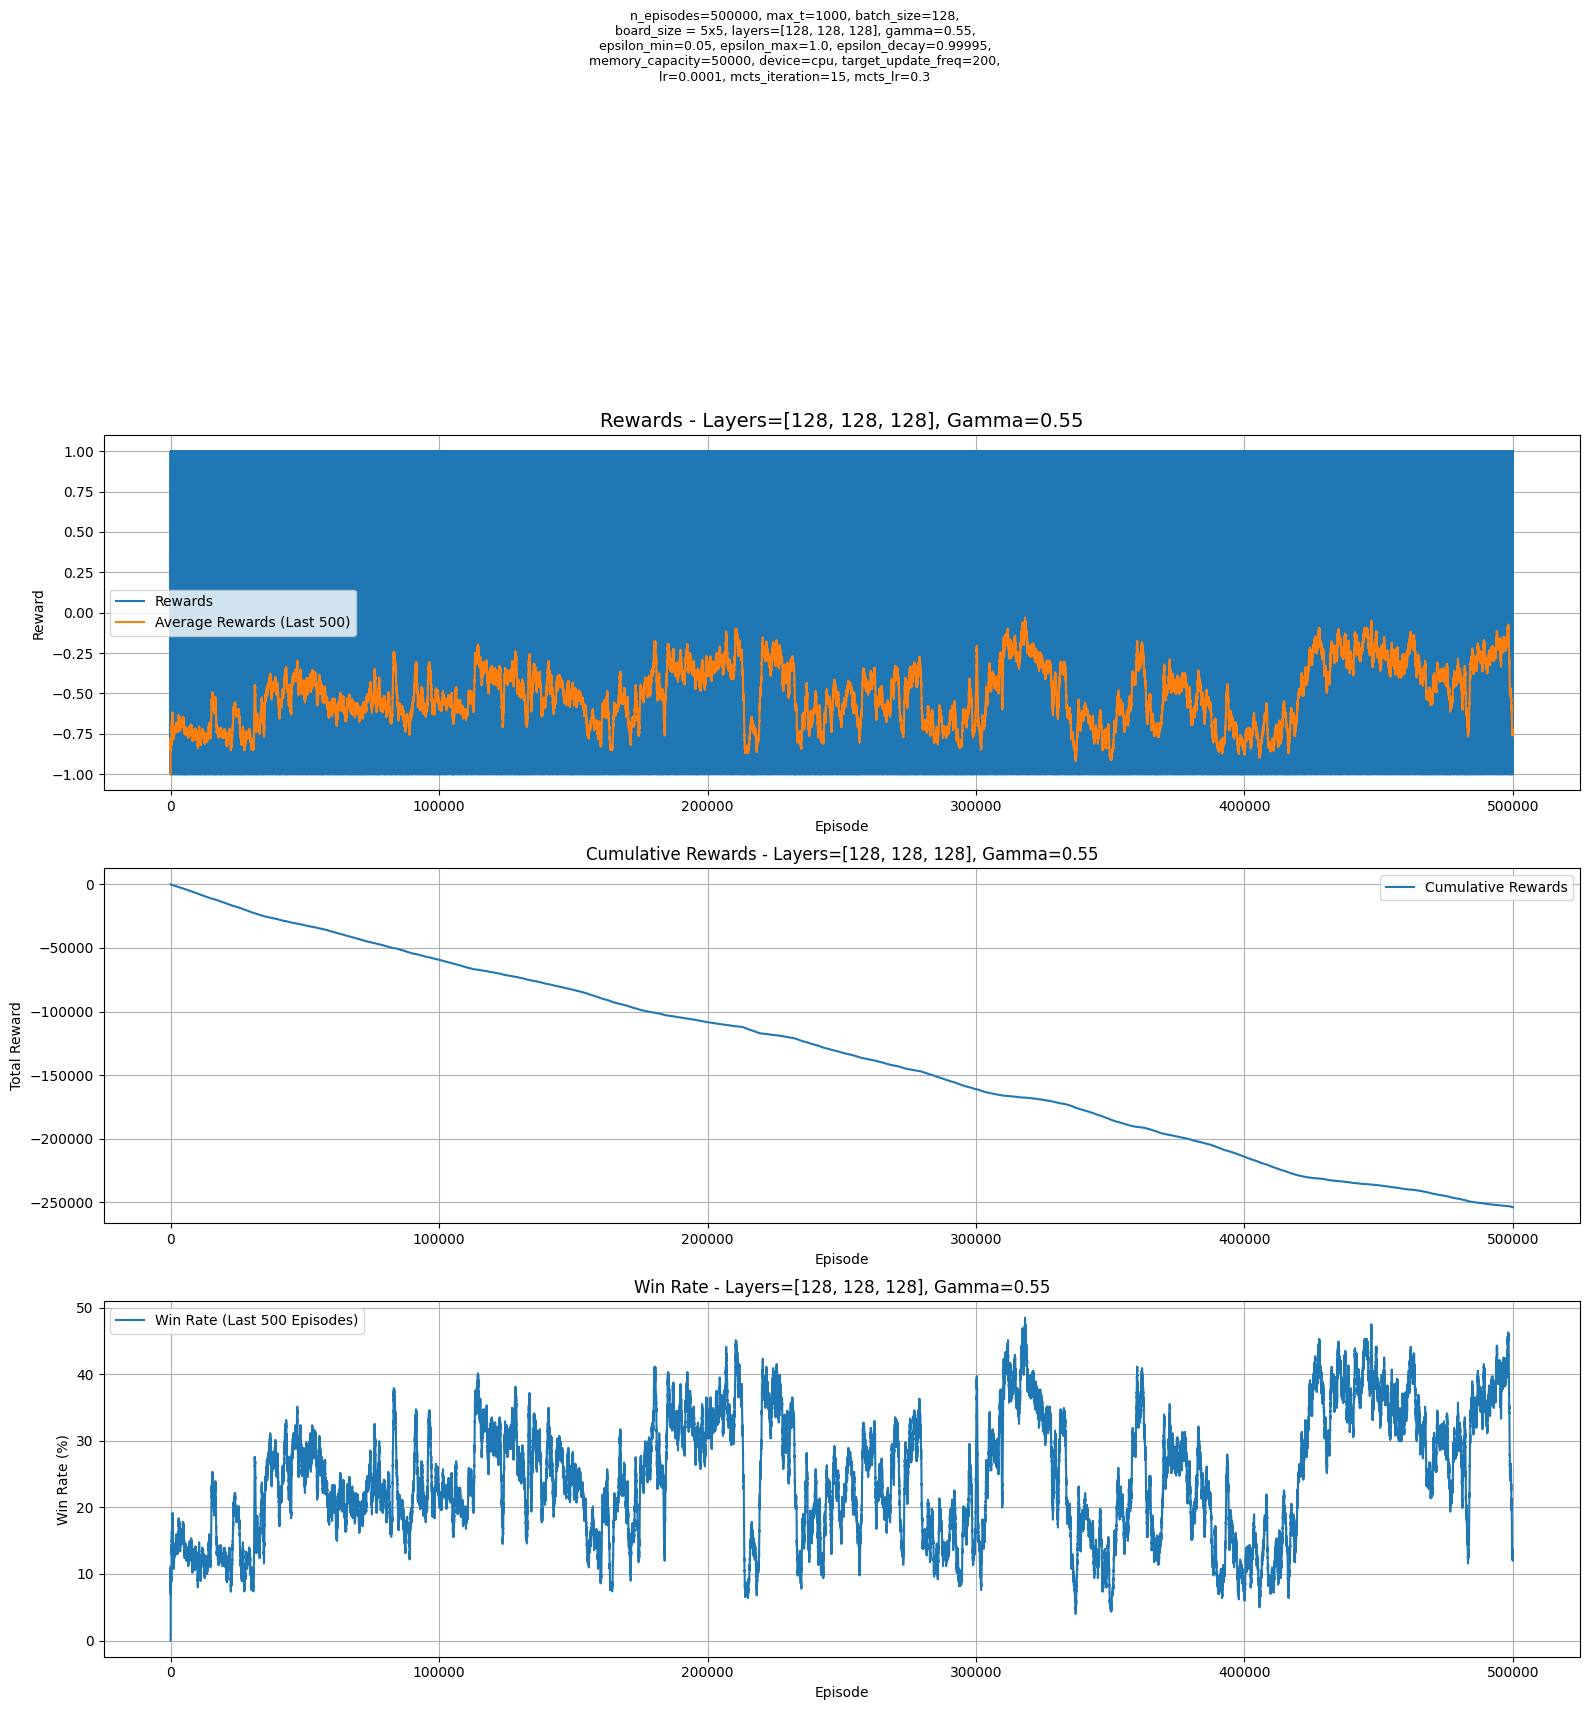 n_episodes=500000, max_t=1000, batch_size=128,
board_size = 5x5, layers=[128, 128, 128], gamma=0.55,
epsilon_min=0.05, epsilon_max=1.0, epsilon_decay=0.99995,
memory_capacity=50000, device=cpu, target_update_freq=200,
lr=0.0001, mcts_iteration=15, mcts_lr=0.3
Rewards - Layers=[128, 128, 128], Gamma=0.55
1.00
0.75
0.50
0.25
0.00
−0.25
−0.50
−0.75
−1.00
Reward
Rewards
Average Rewards (Last 500)
0
100000
200000
300000
400000
500000
Episode
Cumulative Rewards - Layers=[128, 128, 128], Gamma=0.55
0
−50000
−100000
−150000
−200000
−250000
Total Reward
Cumulative Rewards
0
100000
200000
300000
400000
500000
Episode
Win Rate - Layers=[128, 128, 128], Gamma=0.55
50
40
30
20
10
0
Win Rate (%)
Win Rate (Last 500 Episodes)
0
100000
200000
300000
400000
500000
Episode